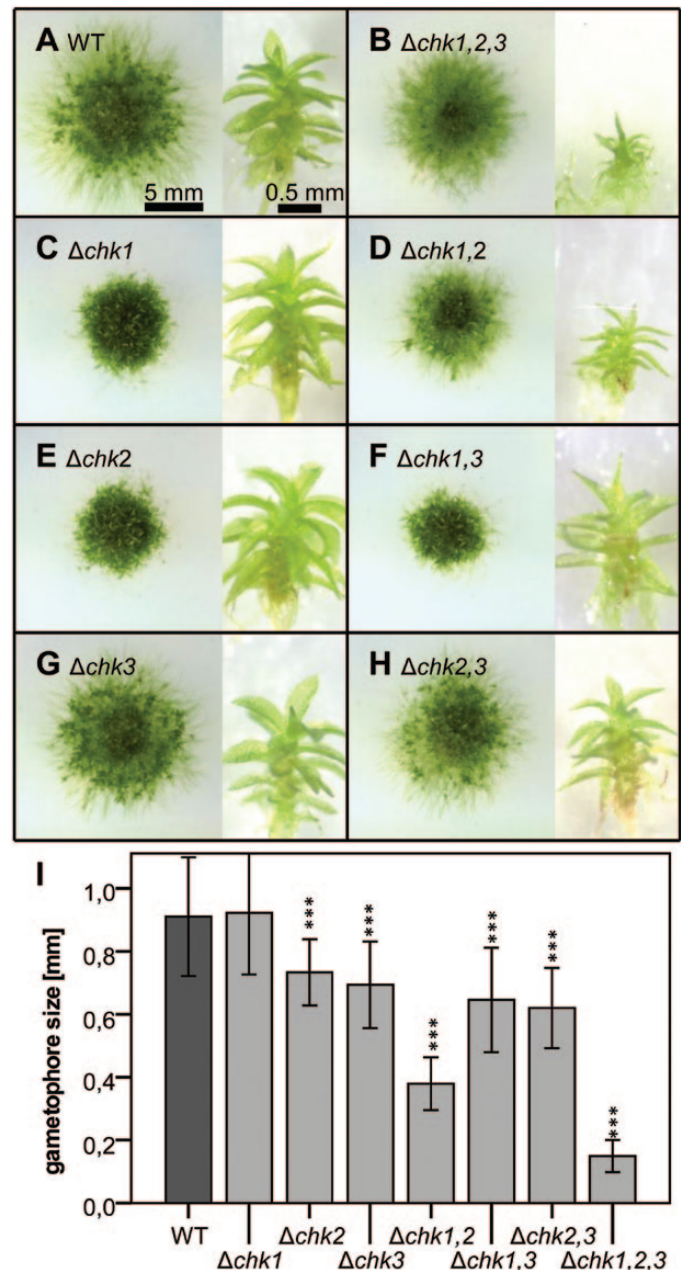 A WT
B Δchk1,2,3
5 mm
0.5 mm
C Δchk1
D Δchk1,2
E Δchk2
F Δchk1,3
G Δchk3
H Δchk2,3
I
gametophore size [mm]
1,0
0,8
0,6
0,4
0,2
0,0
***
***
***
***
***
***
WT
Δchk1
Δchk2
Δchk3
Δchk1,2
Δchk1,3
Δchk2,3
Δchk1,2,3